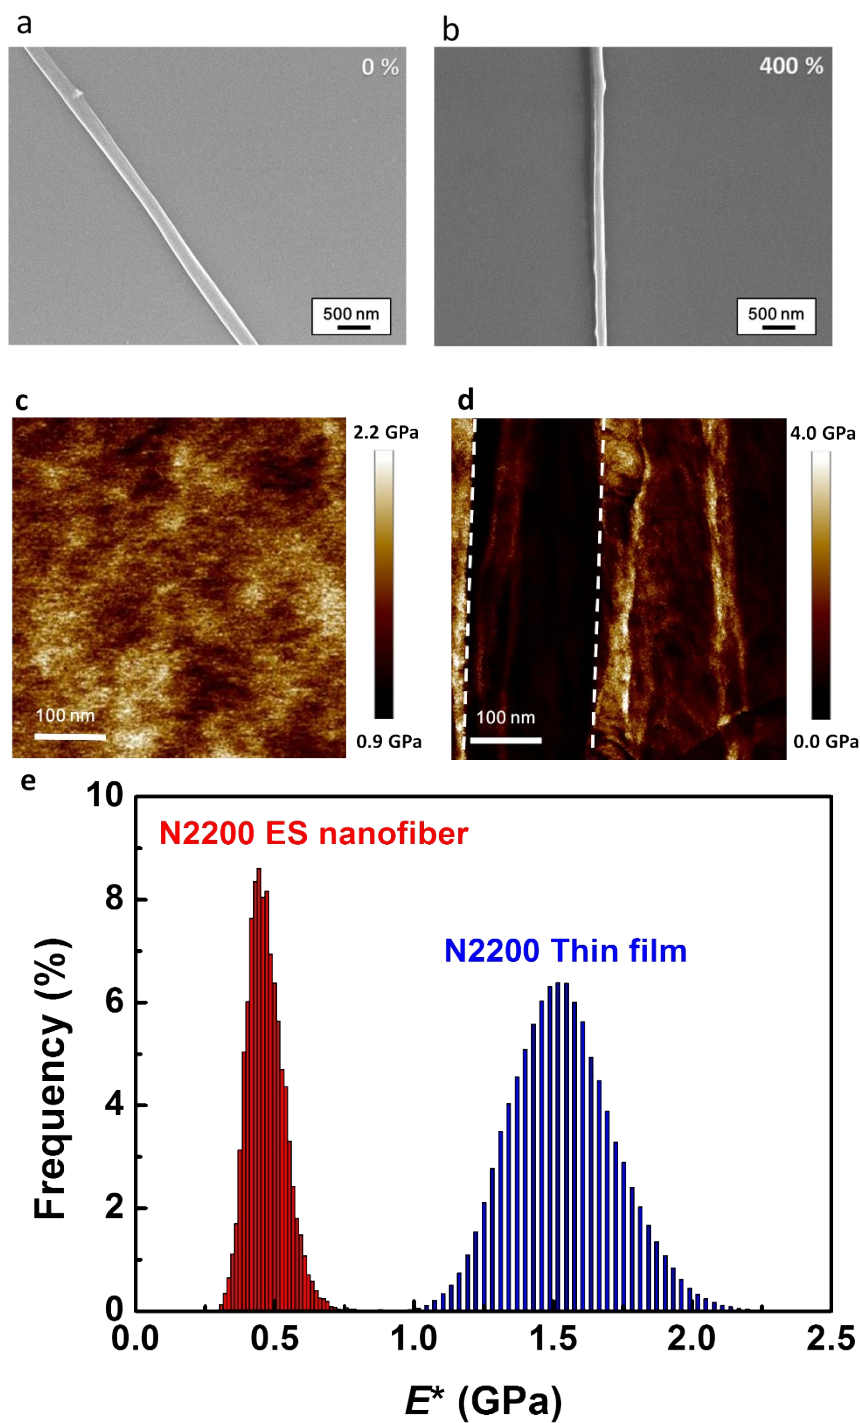 a
b
0 %
400 %
500 nm
500 nm
c
d
2.2 GPa
4.0 GPa
100 nm
100 nm
0.9 GPa
0.0 GPa
e
10
N2200 ES nanofiber
8
N2200 Thin film
6
Frequency (%)
4
2
0
0.0 0.5 1.0 1.5 2.0 2.5
E* (GPa)